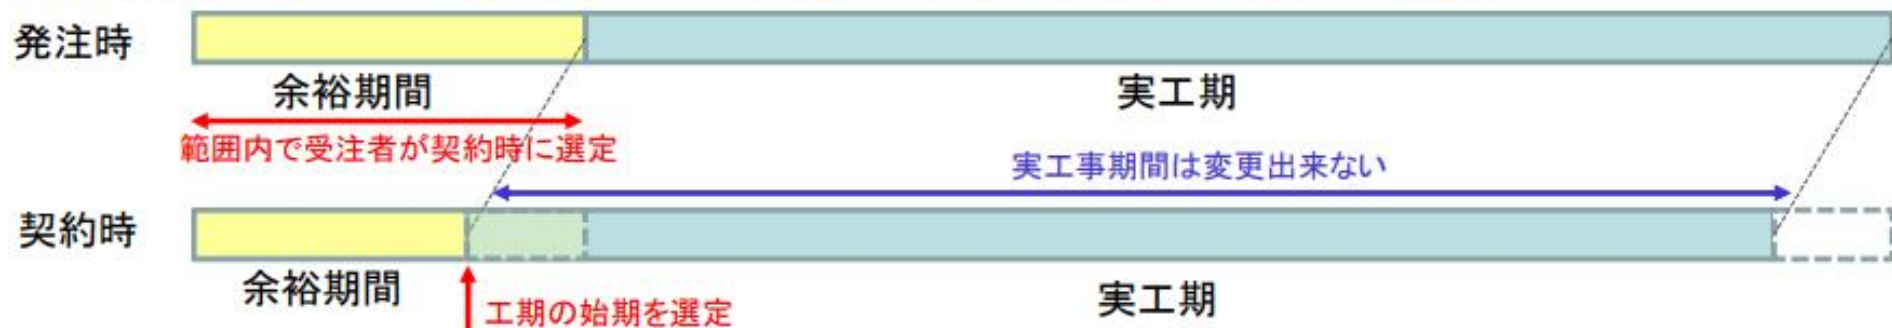 発注時
余裕期間
実工期
範囲内で受注者が契約時に選定
実工事期間は変更出来ない
契約時
余裕期間
実工期
工期の始期を選定